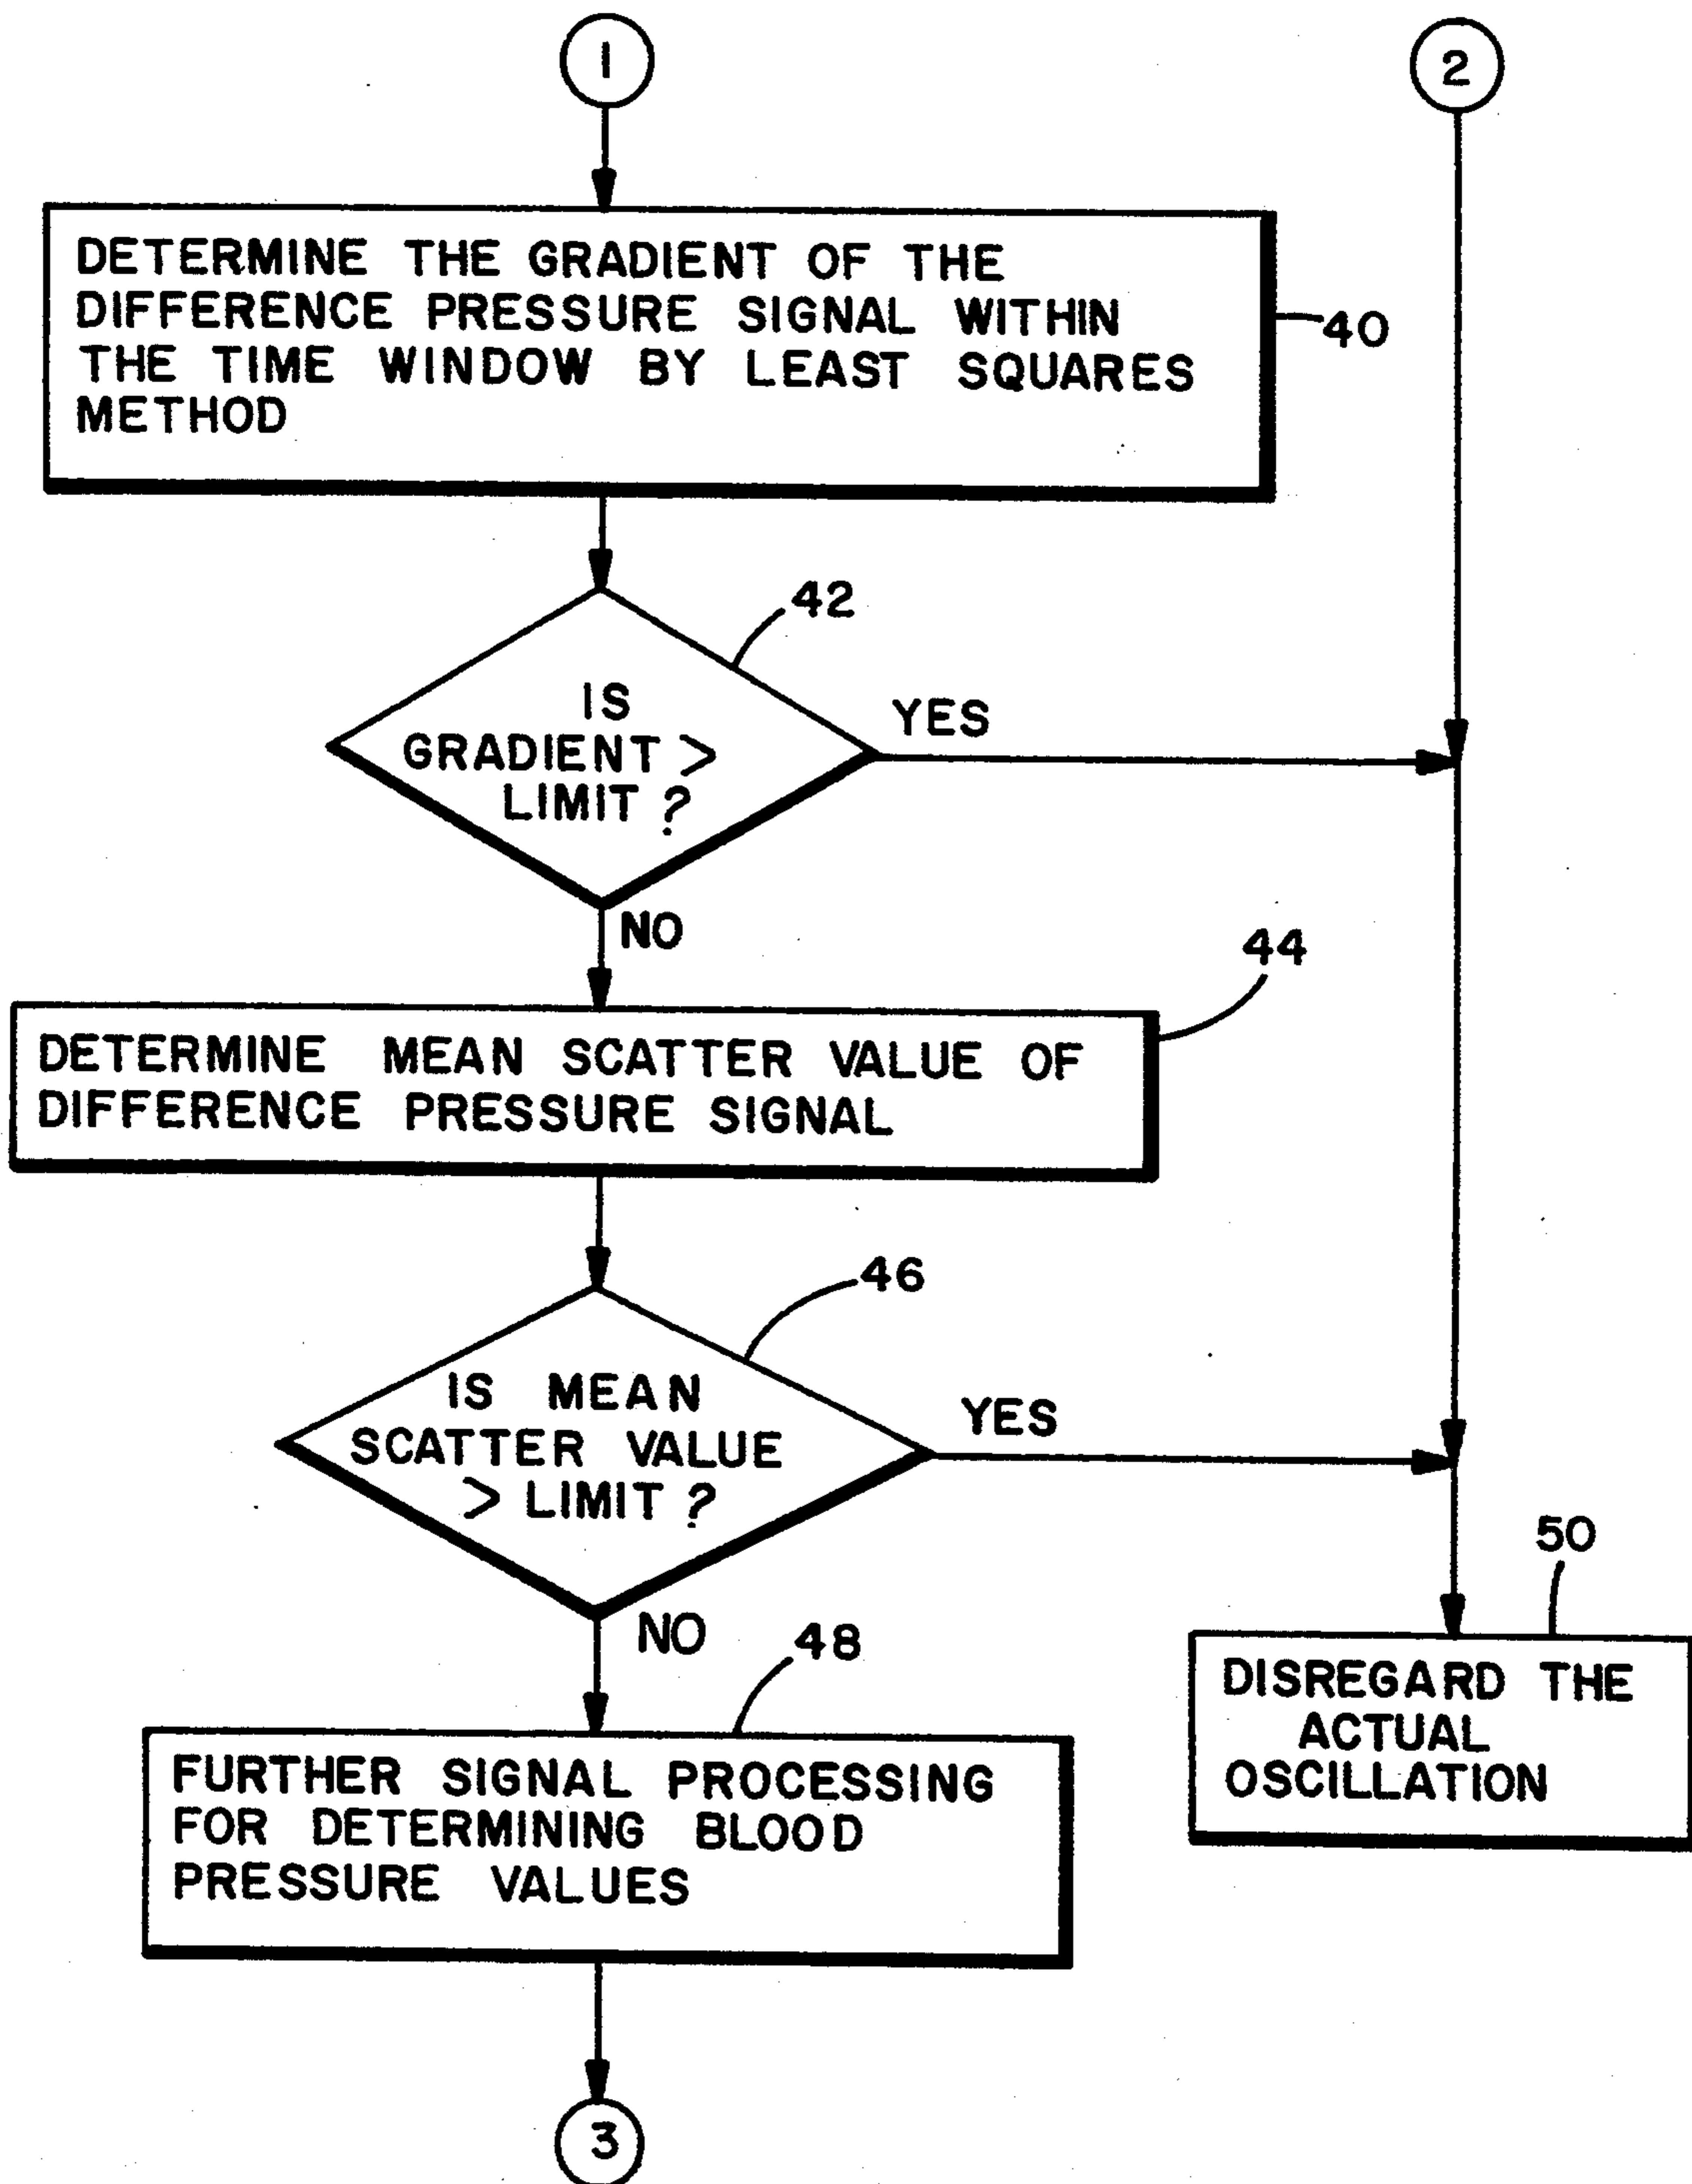 1
2
DETERMINE THE GRADIENT OF THE
DIFFERENCE PRESSURE SIGNAL WITHIN
THE TIME WINDOW BY LEAST SQUARES
METHOD
40
42
IS
GRADIENT >
LIMIT ?
YES
NO
44
DETERMINE MEAN SCATTER VALUE OF
DIFFERENCE PRESSURE SIGNAL
46
IS MEAN
SCATTER VALUE
> LIMIT ?
YES
NO
48
FURTHER SIGNAL PROCESSING
FOR DETERMINING BLOOD
PRESSURE VALUES
50
DISREGARD THE
ACTUAL
OSCILLATION
3